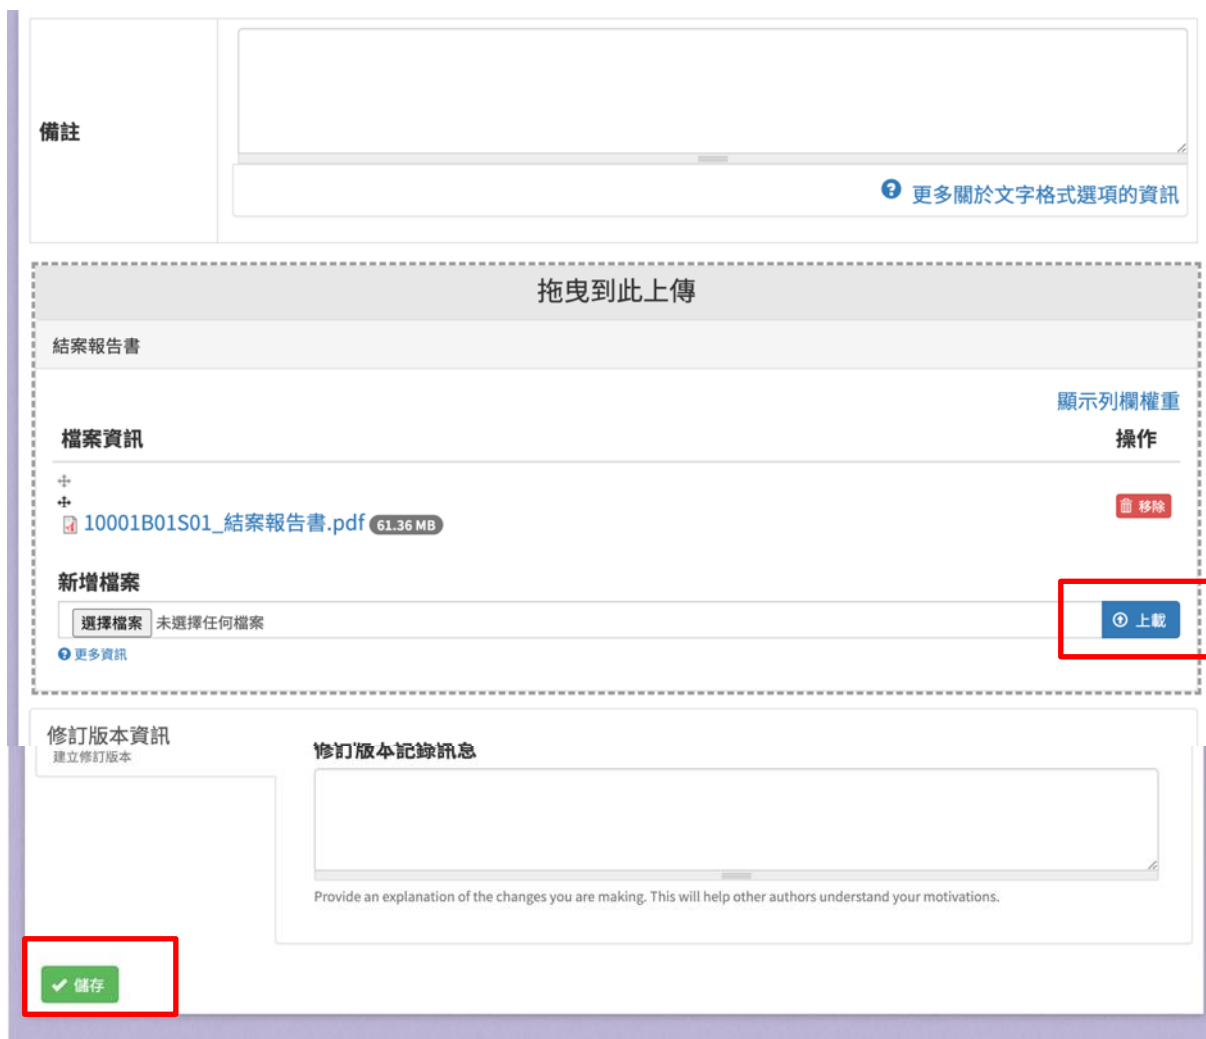 備註
更多關於文字格式選項的資訊
拖曳到此上傳
結案報告書
顯示列欄權重
檔案資訊 操作
10001B01S01_結案報告書.pdf 61.36 MB 移除
新增檔案
選擇檔案 未選擇任何檔案 上載
更多資訊
修訂版本資訊
建立修訂版本
修訂版本記錄訊息
Provide an explanation of the changes you are making. This will help other authors understand your motivations.
儲存